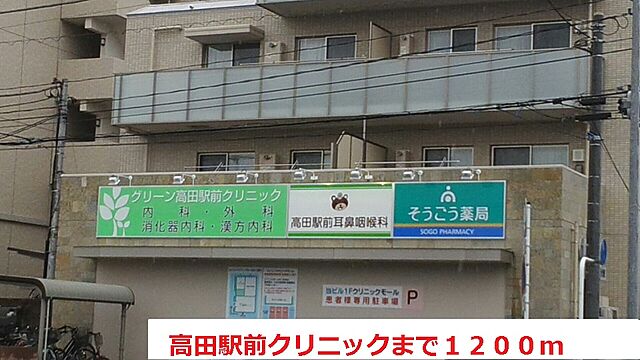 グリーン高田駅前クリニック
内科・外科
消化器内科・漢方内科
高田駅前耳鼻咽喉科
そうごう薬局
SOGO PHARMACY
当ビル1Fクリニックモール
患者様専用駐車場 P
高田駅前クリニックまで1200m